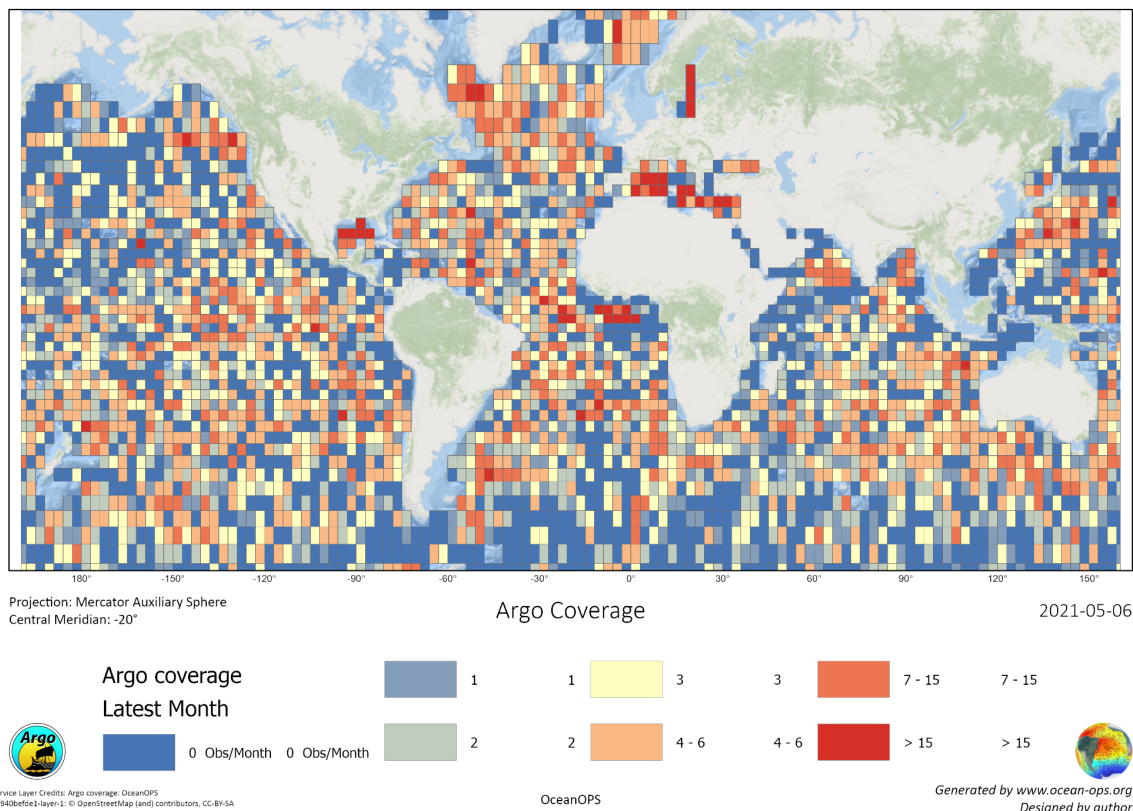 180° -150° -120° -90° -60° -30° 0° 30° 60° 90° 120° 150°
Projection: Mercator Auxiliary Sphere
Central Meridian: -20°
Argo Coverage
2021-05-06
Argo coverage
Latest Month
0 Obs/Month 0 Obs/Month
1 1
2 2
3 3
4 - 6 4 - 6
7 - 15 7 - 15
> 15 > 15
Argo
rvice Layer Credits: Argo coverage: OceanOPS
940befde1-layer-1: © OpenStreetMap (and) contributors, CC-BY-SA
OceanOPS
Generated by www.ocean-ops.org
Designed by author